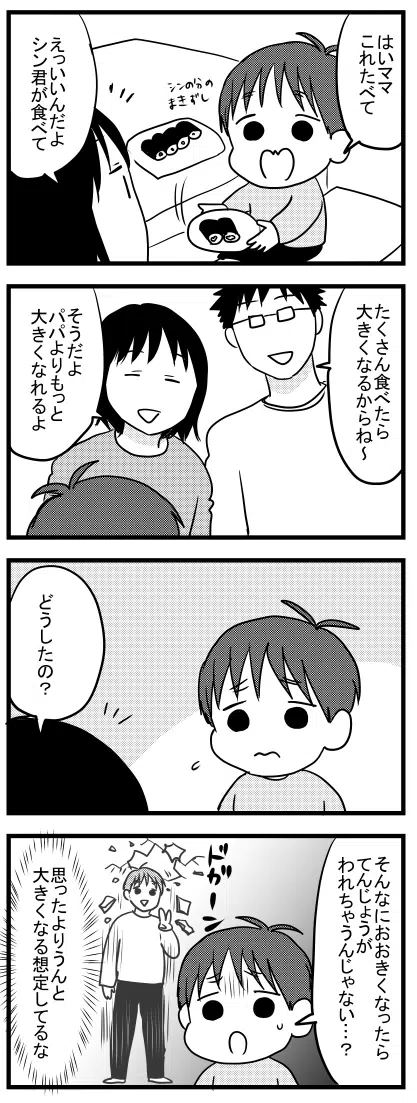 はいママ
これたべて
シンの分の
まきずし
えっいいんだよ
シン君が食べて
たくさん食べたら
大きくなるからね～
そうだよ
パパよりもっと
大きくなれるよ
どうしたの？
そんなにおおきくなったら
てんじょうが
われちゃうんじゃない…？
ドガーン
思ったよりうんと
大きくなる想定してるな